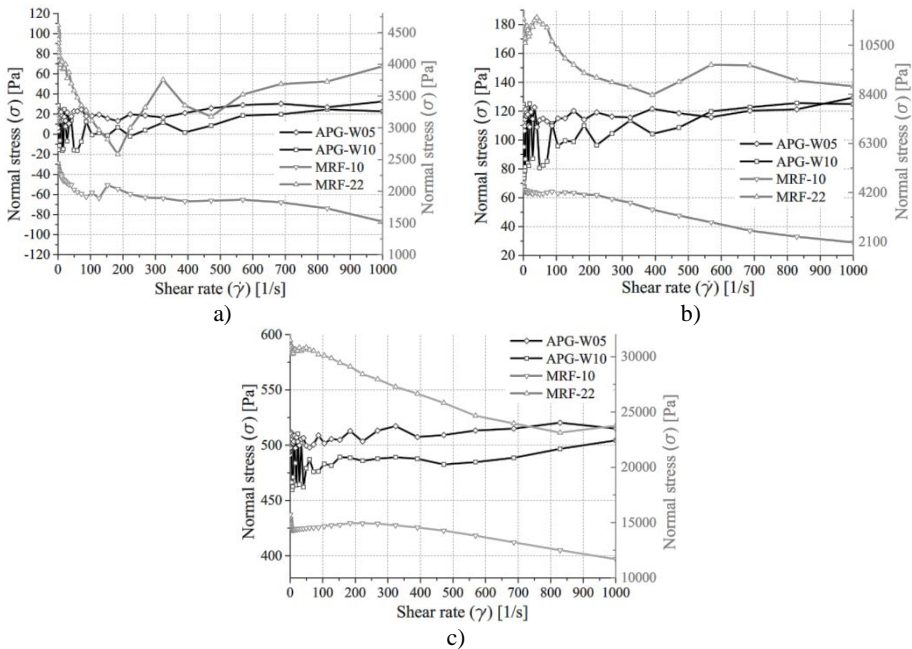 120
100
80
60
40
20
0
-20
-40
-60
-80
-100
-120
Normal stress (σ) [Pa]
4500
4000
3500
3000
2500
2000
1500
1000
Normal stress (σ) [Pa]
APG-W05
APG-W10
MRF-10
MRF-22
0 100 200 300 400 500 600 700 800 900 1000
Shear rate (γ̇) [1/s]
a)
180
160
140
120
100
80
60
40
20
Normal stress (σ) [Pa]
10500
8400
6300
4200
2100
Normal stress (σ) [Pa]
APG-W05
APG-W10
MRF-10
MRF-22
0 100 200 300 400 500 600 700 800 900 1000
Shear rate (γ̇) [1/s]
b)
600
550
500
450
400
Normal stress (σ) [Pa]
30000
25000
20000
15000
10000
Normal stress (σ) [Pa]
APG-W05
APG-W10
MRF-10
MRF-22
0 100 200 300 400 500 600 700 800 900 1000
Shear rate (γ) [1/s]
c)